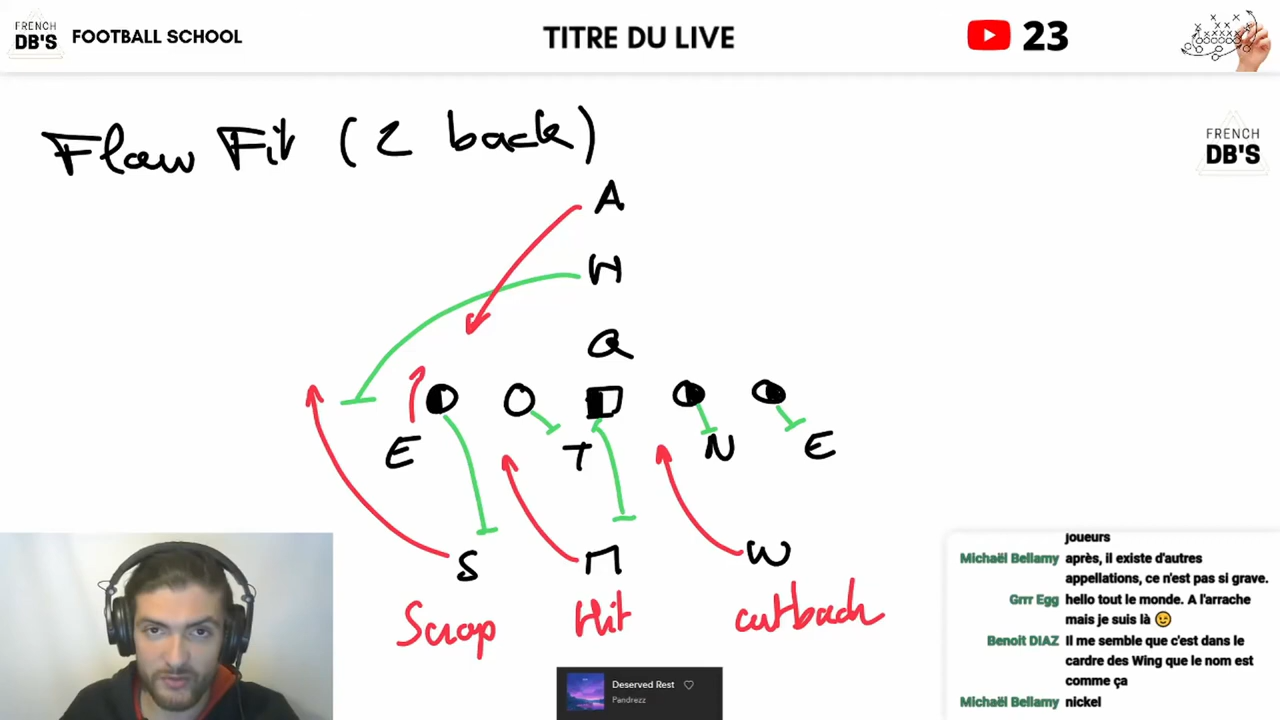 FRENCH
DB'S
FOOTBALL SCHOOL
TITRE DU LIVE
23
Flow Fit (2 back)
FRENCH
DB'S
A
H
Q
E
T
N
E
S
M
W
Scrap
Hit
cutback
joueurs
Michaël Bellamy après, il existe d'autres
appellations, ce n'est pas si grave.
Grrr Egg hello tout le monde. A l'arrache
mais je suis là 😉
Benoit DIAZ Il me semble que c'est dans le
cardre des Wing que le nom est
comme ça
Michaël Bellamy nickel
Deserved Rest
Pandrezz